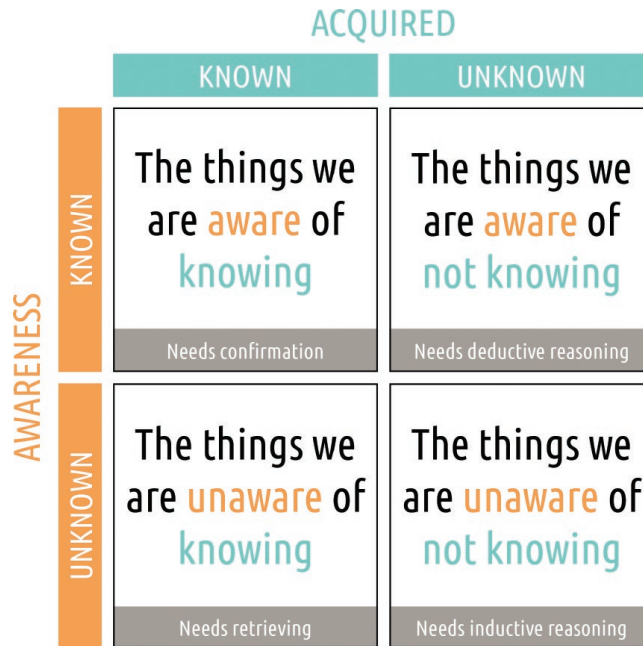 ACQUIRED
KNOWN
UNKNOWN
AWARENESS
KNOWN
The things we
are aware of
knowing
Needs confirmation
The things we
are aware of
not knowing
Needs deductive reasoning
UNKNOWN
The things we
are unaware of
knowing
Needs retrieving
The things we
are unaware of
not knowing
Needs inductive reasoning